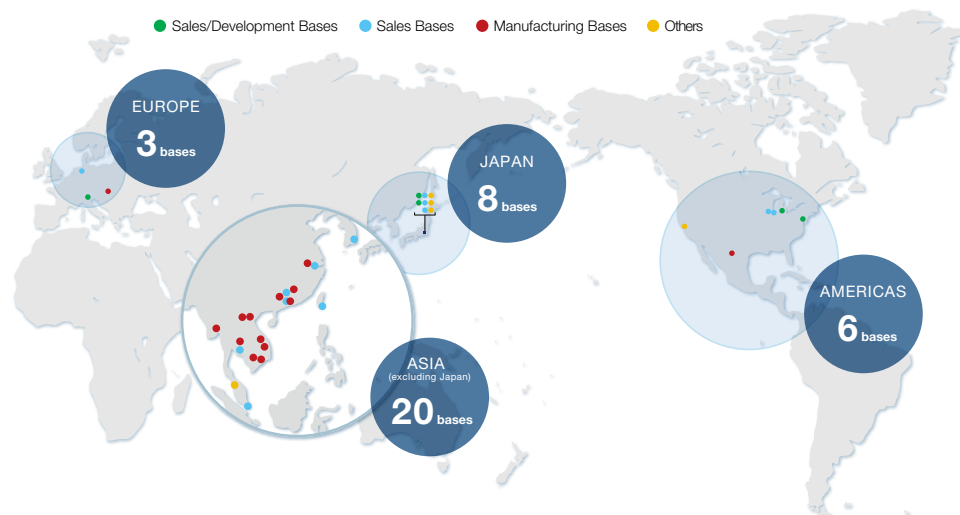 Sales/Development Bases Sales Bases Manufacturing Bases Others
EUROPE
3 bases
JAPAN
8 bases
AMERICAS
6 bases
ASIA
(excluding Japan)
20 bases